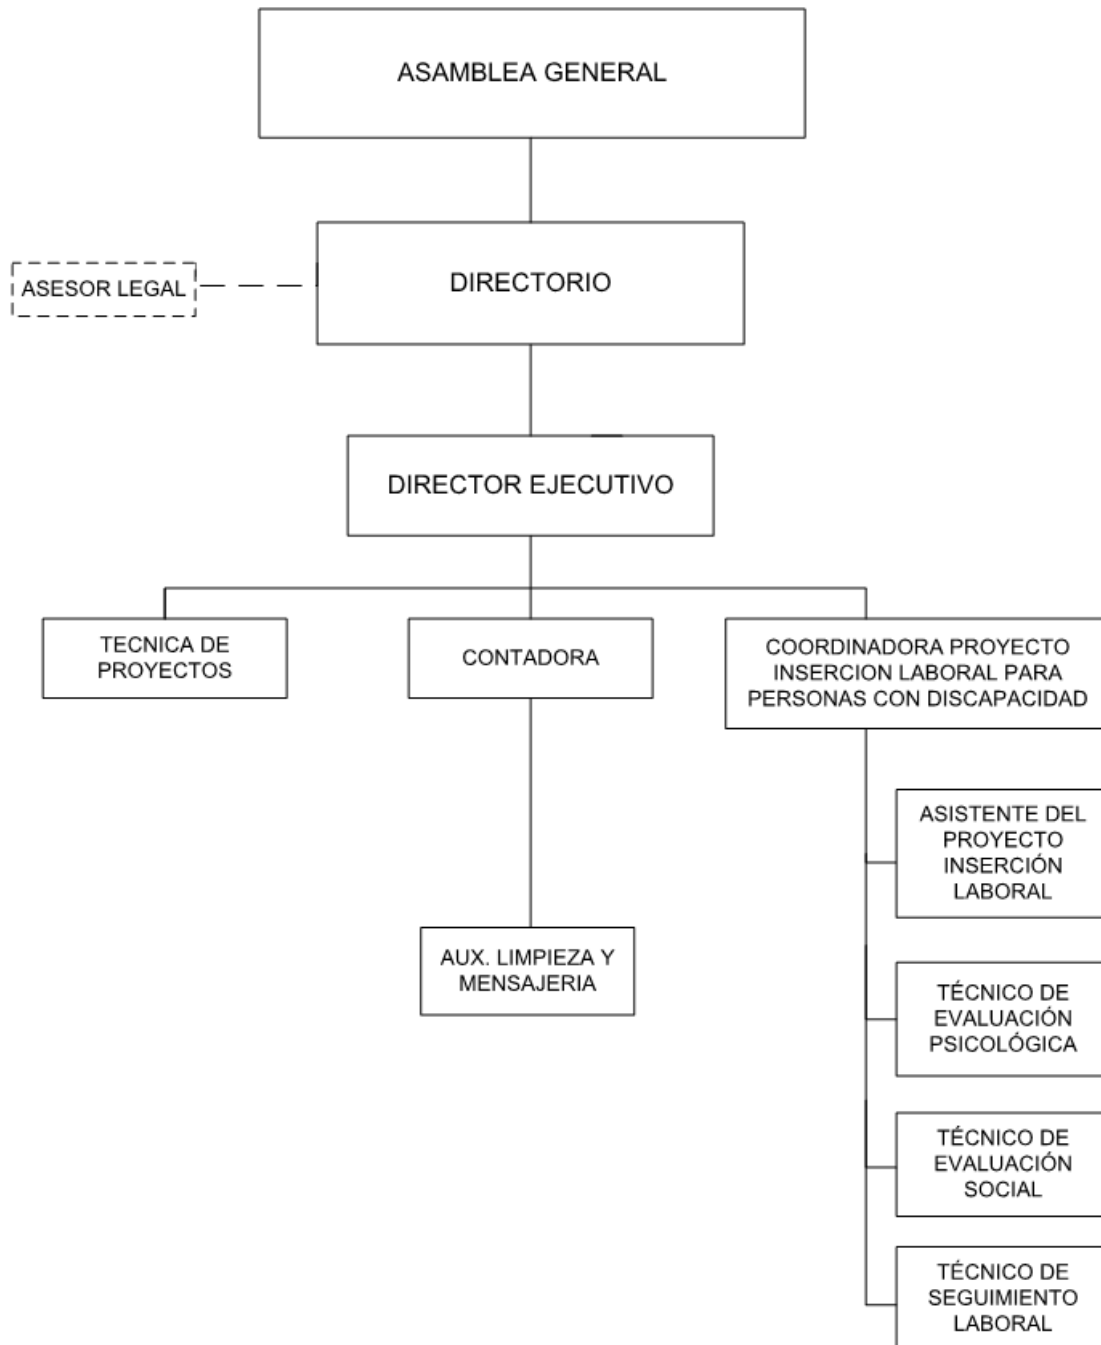 ASAMBLEA GENERAL
ASESOR LEGAL
DIRECTORIO
DIRECTOR EJECUTIVO
TECNICA DE
PROYECTOS
CONTADORA
COORDINADORA PROYECTO
INSERCION LABORAL PARA
PERSONAS CON DISCAPACIDAD
ASISTENTE DEL
PROYECTO
INSERCIÓN
LABORAL
AUX. LIMPIEZA Y
MENSAJERIA
TÉCNICO DE
EVALUACIÓN
PSICOLÓGICA
TÉCNICO DE
EVALUACIÓN
SOCIAL
TÉCNICO DE
SEGUIMIENTO
LABORAL